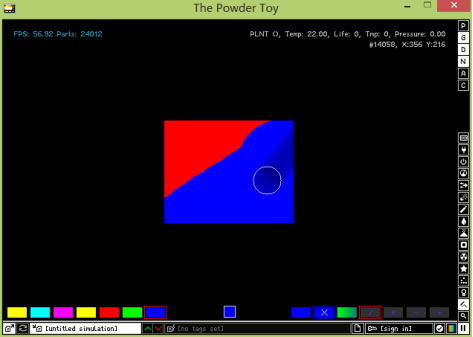 The Powder Toy
FPS: 56.92 Parts: 24012
PLNT (), Temp: 22.00, Life: 0, Tmp: 0, Pressure: 0.00
#14058, X:356 Y:216
P
G
D
N
A
C
[untitled simulation]
[no tags set]
[sign in]